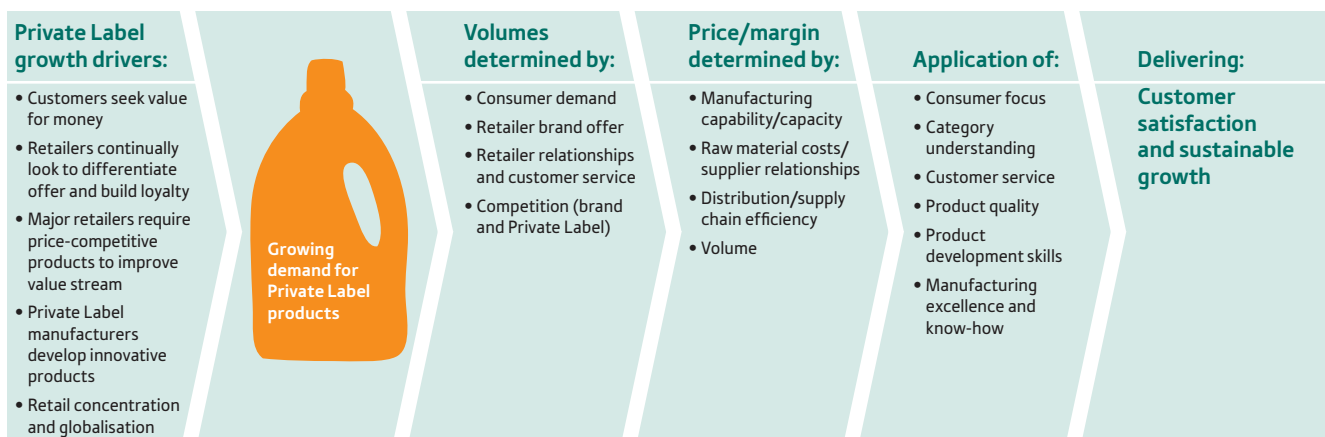 Private Label
growth drivers:
• Customers seek value
for money
• Retailers continually
look to differentiate
offer and build loyalty
• Major retailers require
price-competitive
products to improve
value stream
• Private Label
manufacturers
develop innovative
products
• Retail concentration
and globalisation
Growing
demand for
Private Label
products
Volumes
determined by:
• Consumer demand
• Retailer brand offer
• Retailer relationships
and customer service
• Competition (brand
and Private Label)
Price/margin
determined by:
• Manufacturing
capability/capacity
• Raw material costs/
supplier relationships
• Distribution/supply
chain efficiency
• Volume
Application of:
• Consumer focus
• Category
understanding
• Customer service
• Product quality
• Product
development skills
• Manufacturing
excellence and
know-how
Delivering:
Customer
satisfaction
and sustainable
growth